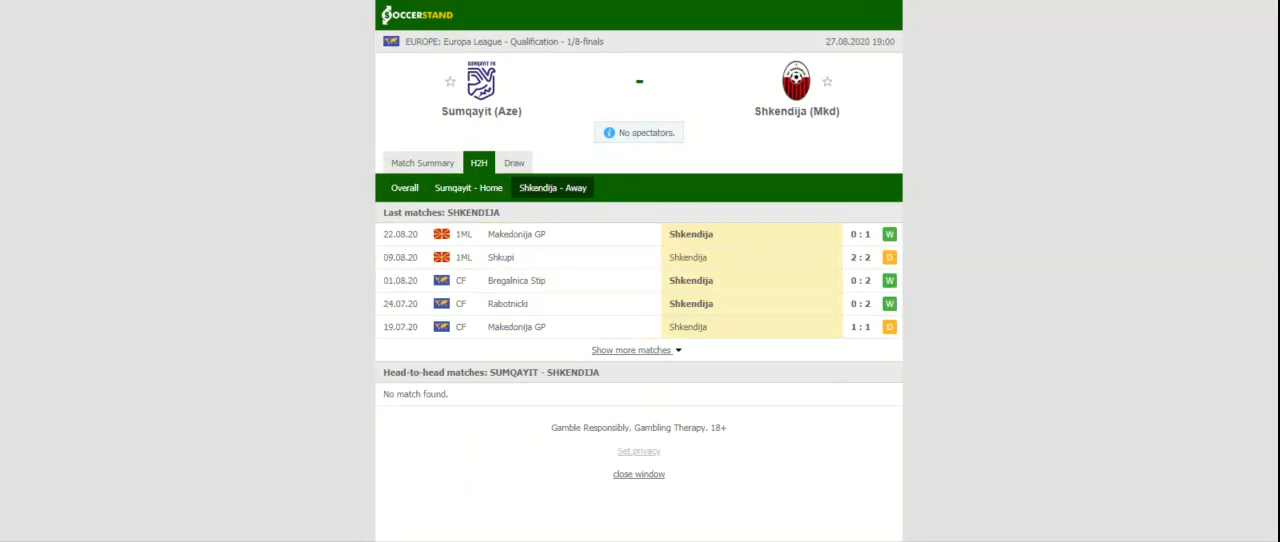 SOCCERSTAND
EUROPE: Europa League - Qualification - 1/8-finals 27.08.2020 19:00
SUMQAYIT FK
-
Sumqayit (Aze) Shkendija (Mkd)
No spectators.
Match Summary H2H Draw
Overall Sumqayit - Home Shkendija - Away
Last matches: SHKENDIJA
22.08.20 1ML Makedonija GP Shkendija 0 : 1 W
09.08.20 1ML Shkupi Shkendija 2 : 2 D
01.08.20 CF Bregalnica Stip Shkendija 0 : 2 W
24.07.20 CF Rabotnicki Shkendija 0 : 2 W
19.07.20 CF Makedonija GP Shkendija 1 : 1 D
Show more matches
Head-to-head matches: SUMQAYIT - SHKENDIJA
No match found.
Gamble Responsibly. Gambling Therapy. 18+
Set privacy
close window